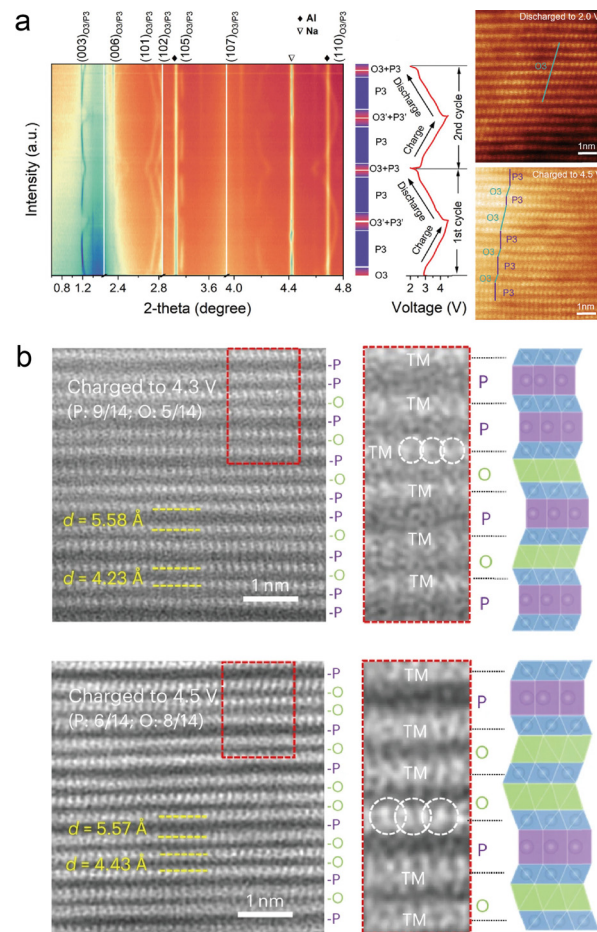 a
◆ Al
▽ Na
(003)O3/P3
(006)O3/P3
(101)O3/P3
(102)O3/P3
(105)O3/P3
(107)O3/P3
(110)O3/P3
Intensity (a.u.)
0.8 1.2 2.4 2.8 3.2 3.6 4.0 4.4 4.8
2-theta (degree)
O3+P3
P3
O3'+P3'
P3
O3+P3
P3
O3'+P3'
P3
O3
Discharge
Charge
2nd cycle
Discharge
Charge
1st cycle
2 3 4
Voltage (V)
Discharged to 2.0 V
O3
1nm
Charged to 4.5 V
P3
O3
P3
O3
P3
O3
P3
1nm
b
Charged to 4.3 V
(P: 9/14; O: 5/14)
d = 5.58 Å
d = 4.23 Å
1 nm
-P
-P
-O
-P
-O
-P
-O
-P
-P
-O
-P
-O
-P
-P
TM
P
TM
P
TM
O
TM
P
TM
O
TM
P
Charged to 4.5 V
(P: 6/14; O: 8/14)
d = 5.57 Å
d = 4.43 Å
1 nm
-P
-O
-O
-P
-O
-O
-P
-O
-P
-O
-P
-O
-O
-P
TM
P
TM
O
TM
O
P
TM
O
TM